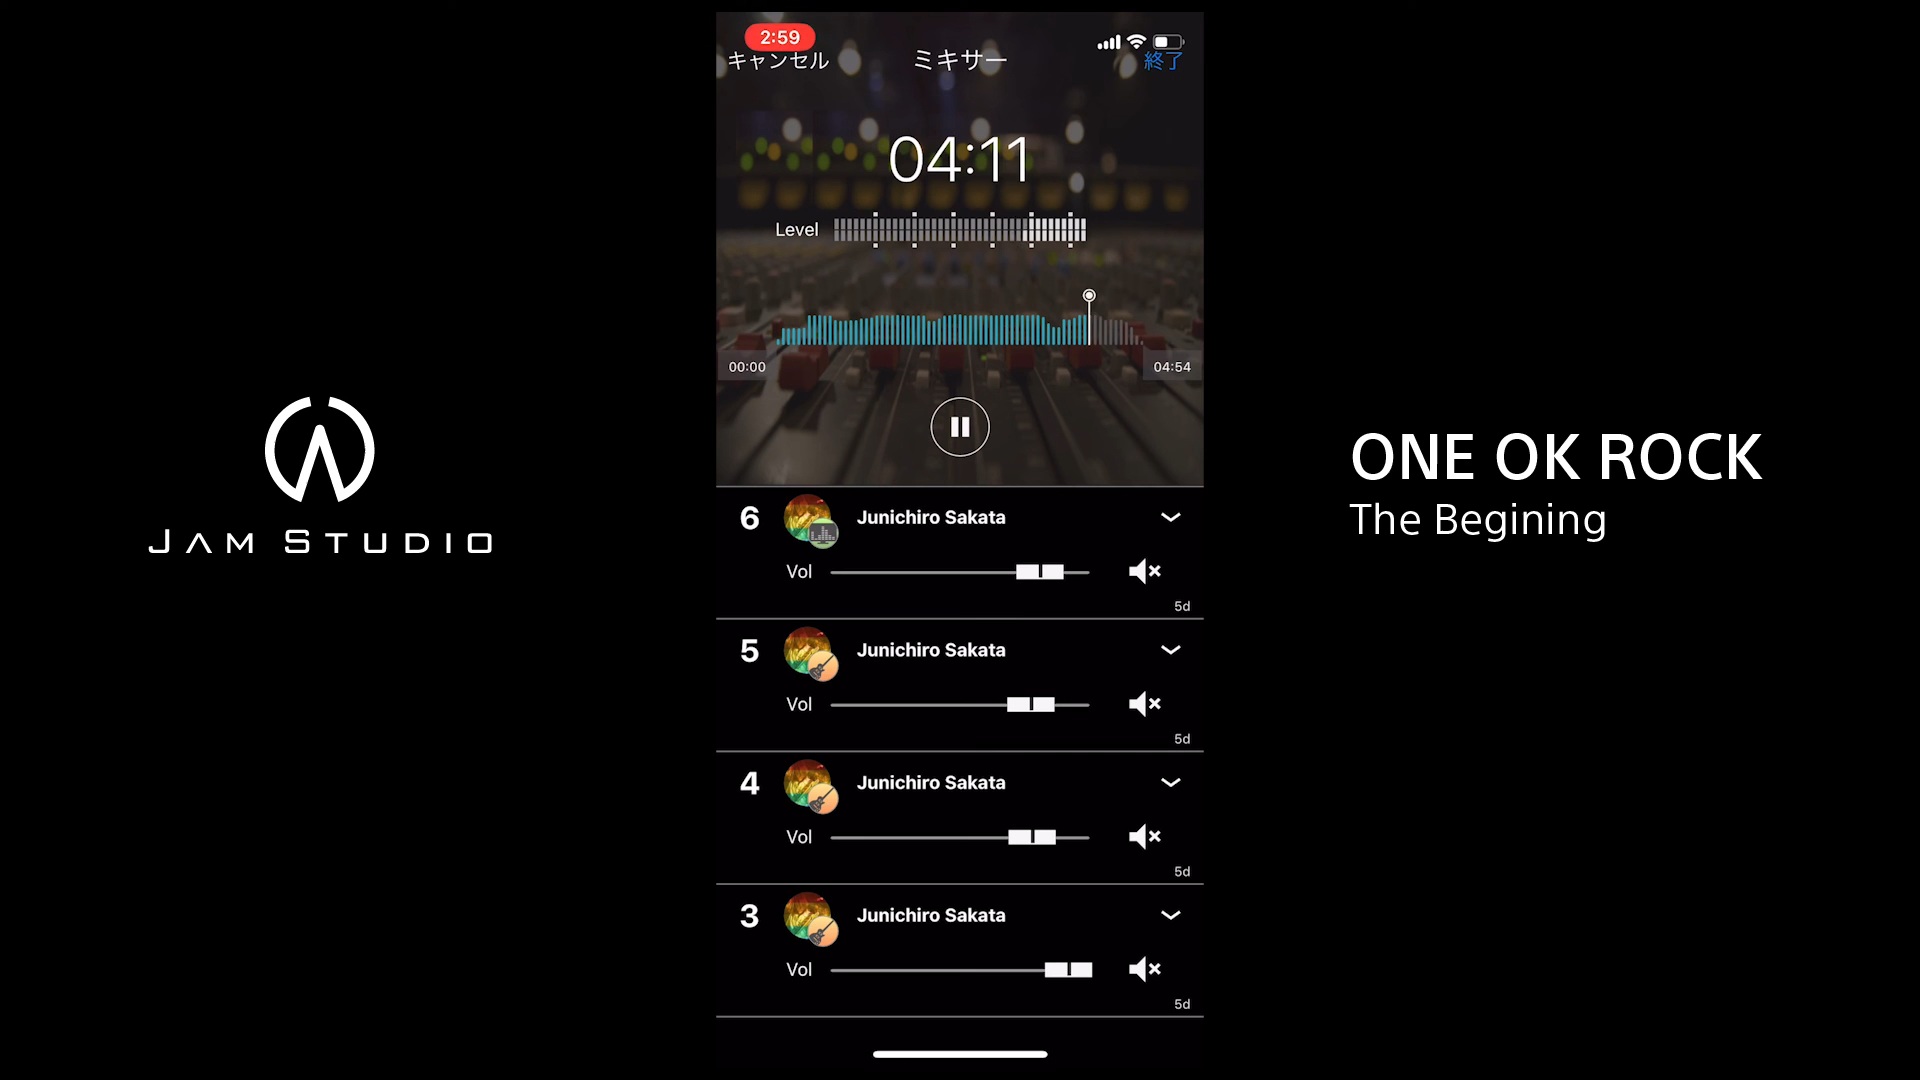 2:59
キャンセル
ミキサー
終了
04:11
Level
00:00
04:54
JAM STUDIO
ONE OK ROCK
The Begining
6
Junichiro Sakata
Vol
5d
5
Junichiro Sakata
Vol
5d
4
Junichiro Sakata
Vol
5d
3
Junichiro Sakata
Vol
5d